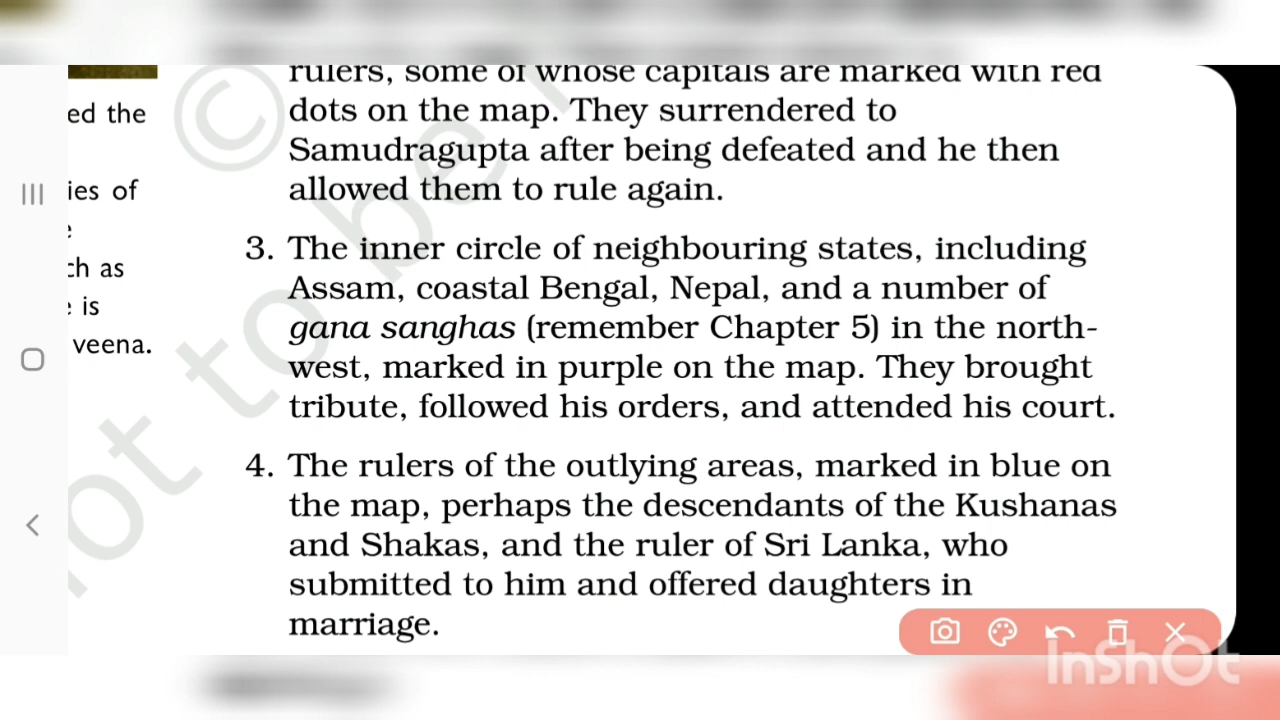 rulers, some of whose capitals are marked with red
dots on the map. They surrendered to
Samudragupta after being defeated and he then
allowed them to rule again.
3. The inner circle of neighbouring states, including
Assam, coastal Bengal, Nepal, and a number of
gana sanghas (remember Chapter 5) in the north-
west, marked in purple on the map. They brought
tribute, followed his orders, and attended his court.
4. The rulers of the outlying areas, marked in blue on
the map, perhaps the descendants of the Kushanas
and Shakas, and the ruler of Sri Lanka, who
submitted to him and offered daughters in
marriage.
ed the
ies of
e
ch as
e is
veena.
©
not to be
InShOt